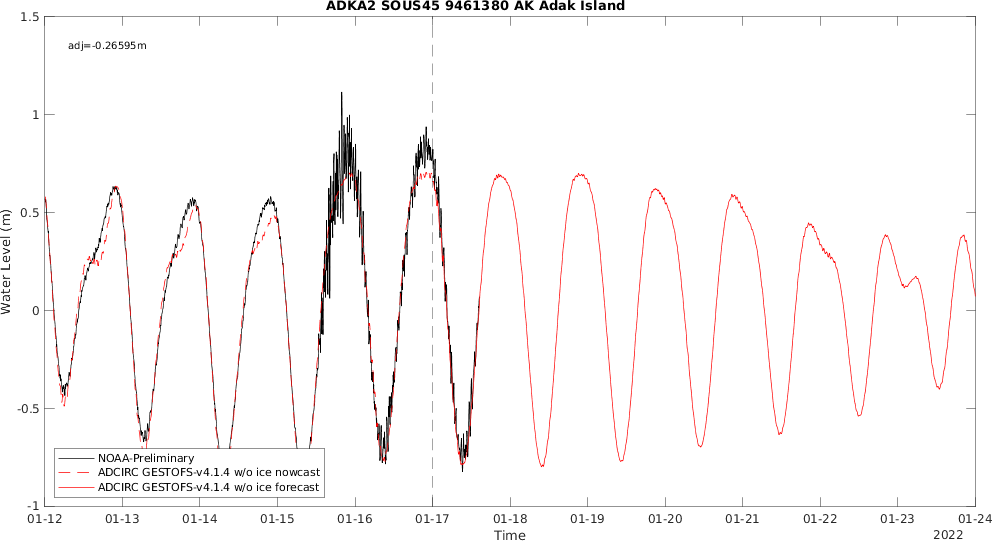 ADKA2 SOUS45 9461380 AK Adak Island
adj=-0.26595m
Water Level (m)
1.5
1
0.5
0
-0.5
-1
NOAA-Preliminary
ADCIRC GESTOFS-v4.1.4 w/o ice nowcast
ADCIRC GESTOFS-v4.1.4 w/o ice forecast
01-12 01-13 01-14 01-15 01-16 01-17 01-18 01-19 01-20 01-21 01-22 01-23 01-24
Time
2022